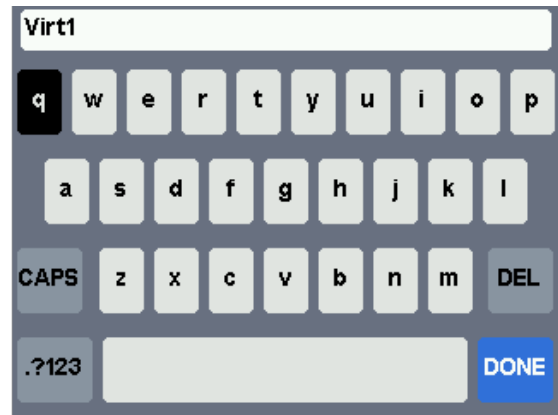 Virt1
q w e r t y u i o p
a s d f g h j k l
CAPS z x c v b n m DEL
.?123 DONE